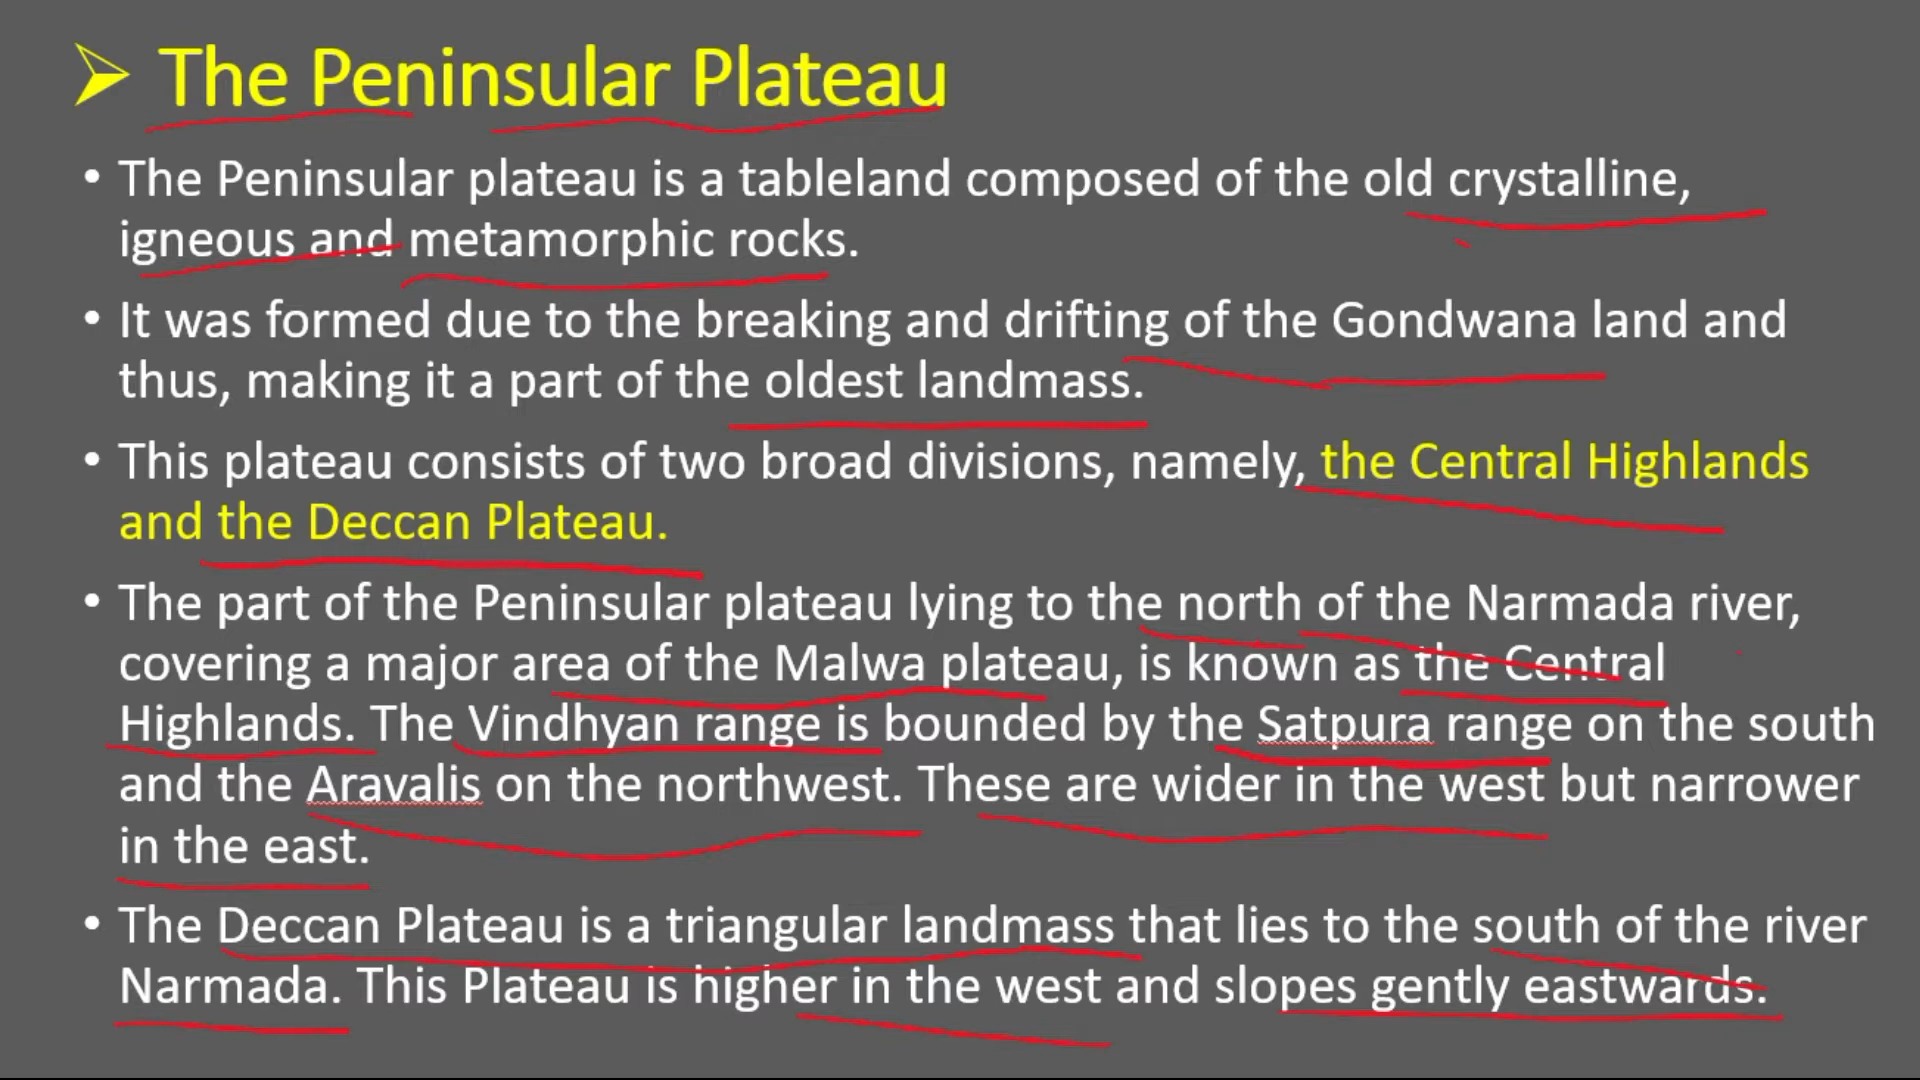 The Peninsular Plateau
• The Peninsular plateau is a tableland composed of the old crystalline,
igneous and metamorphic rocks.
• It was formed due to the breaking and drifting of the Gondwana land and
thus, making it a part of the oldest landmass.
• This plateau consists of two broad divisions, namely, the Central Highlands
and the Deccan Plateau.
• The part of the Peninsular plateau lying to the north of the Narmada river,
covering a major area of the Malwa plateau, is known as the Central
Highlands. The Vindhyan range is bounded by the Satpura range on the south
and the Aravalis on the northwest. These are wider in the west but narrower
in the east.
• The Deccan Plateau is a triangular landmass that lies to the south of the river
Narmada. This Plateau is higher in the west and slopes gently eastwards.